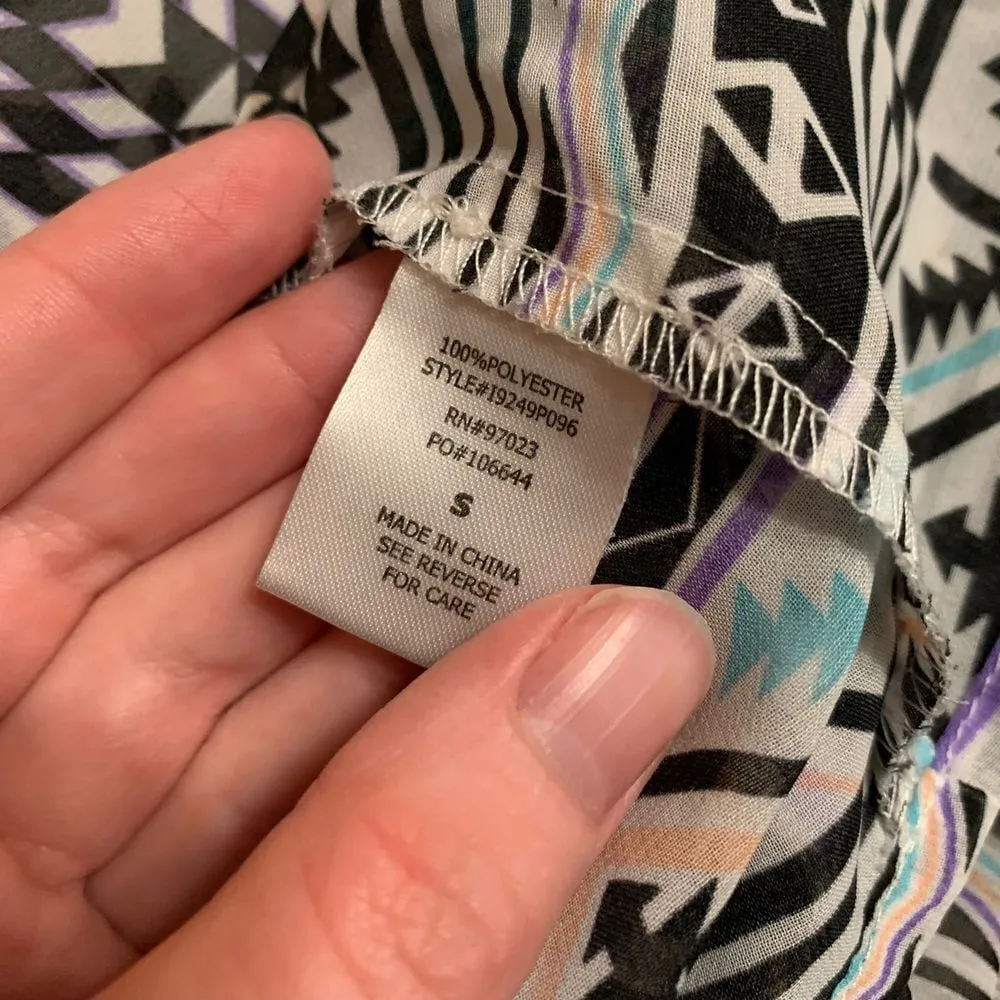 100%POLYESTER
STYLE#I9249P096
RN#97023
PO#106644
S
MADE IN CHINA
SEE REVERSE
FOR CARE